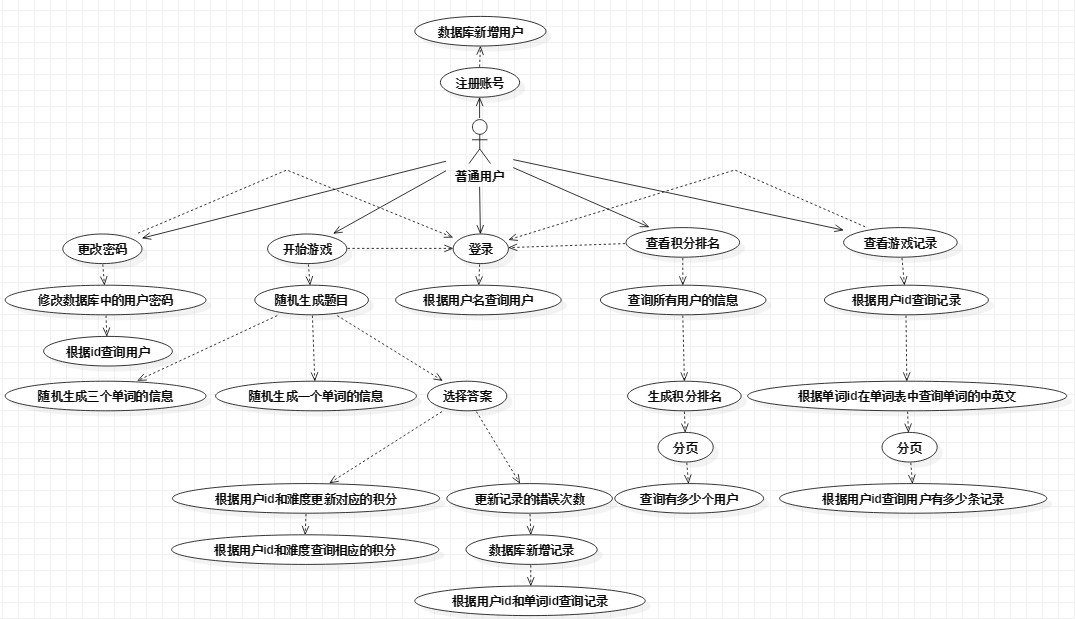 数据库新增用户
注册账号
普通用户
更改密码
开始游戏
登录
查看积分排名
查看游戏记录
修改数据库中的用户密码
随机生成题目
根据用户名查询用户
查询所有用户的信息
根据用户id查询记录
根据id查询用户
随机生成三个单词的信息
随机生成一个单词的信息
选择答案
生成积分排名
根据单词id在单词表中查询单词的中英文
分页
分页
根据用户id和难度更新对应的积分
更新记录的错误次数
查询有多少个用户
根据用户id查询用户有多少条记录
根据用户id和难度查询相应的积分
数据库新增记录
根据用户id和单词id查询记录